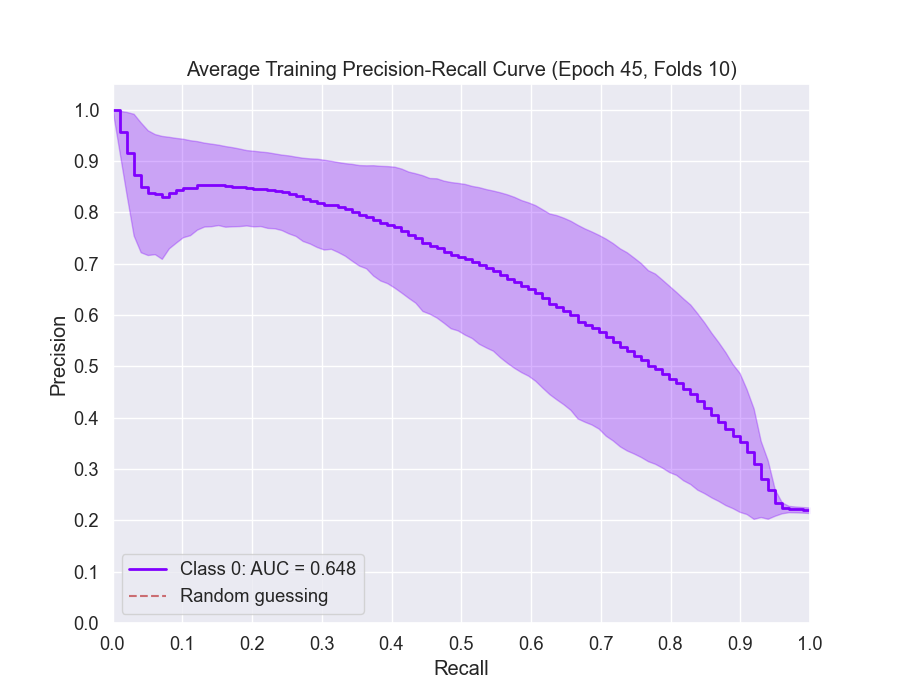 Average Training Precision-Recall Curve (Epoch 45, Folds 10)
1.0
0.9
0.8
0.7
0.6
0.5
0.4
0.3
0.2
0.1
0.0
Precision
Class 0: AUC = 0.648
Random guessing
0.0 0.1 0.2 0.3 0.4 0.5 0.6 0.7 0.8 0.9 1.0
Recall